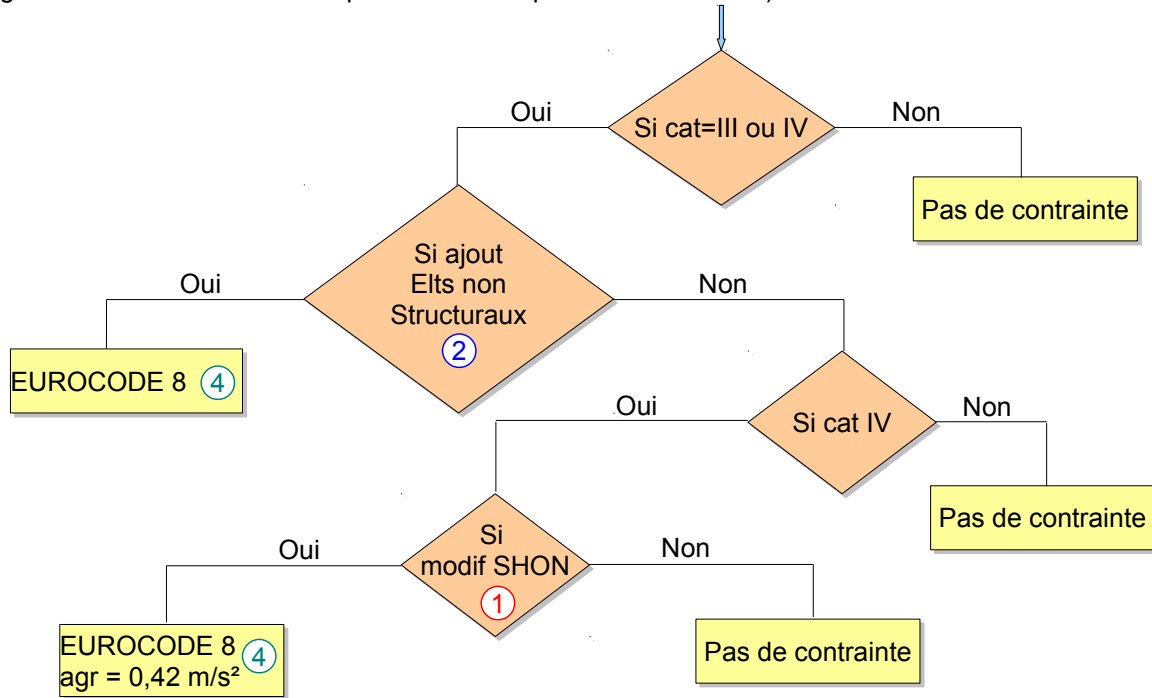 Oui
Si cat=III ou IV
Non
Pas de contrainte
Si ajout
Elts non
Structuraux
2
Oui
Non
EUROCODE 8 4
Oui
Si cat IV
Non
Pas de contrainte
Si
modif SHON
1
Oui
Non
EUROCODE 8 4
agr = 0,42 m/s²
Pas de contrainte